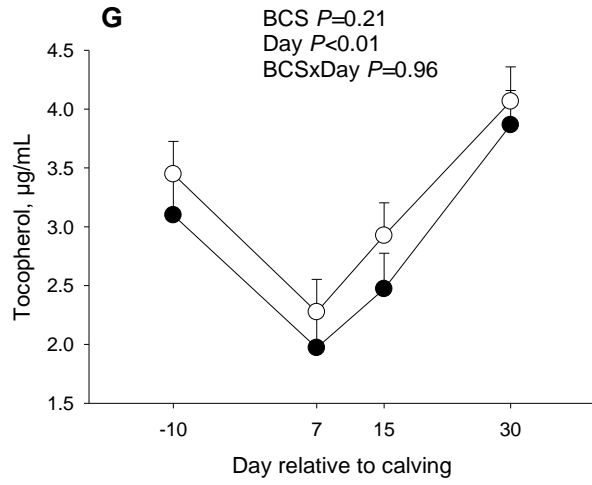 G
BCS P=0.21
Day P<0.01
BCSxDay P=0.96
Tocopherol, µg/mL
4.5
4.0
3.5
3.0
2.5
2.0
1.5
-10 7 15 30
Day relative to calving